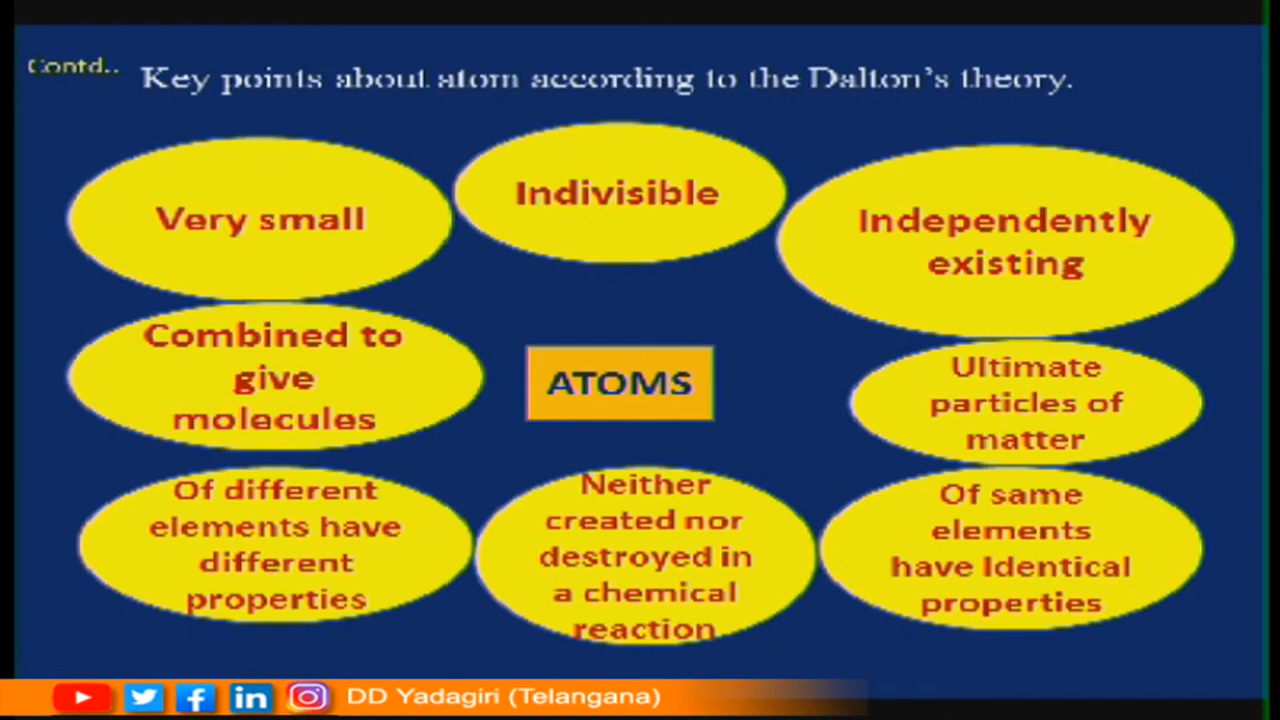 Contd..
Key points about atom according to the Dalton's theory.
Very small
Indivisible
Independently
existing
Combined to
give
molecules
ATOMS
Ultimate
particles of
matter
Of different
elements have
different
properties
Neither
created nor
destroyed in
a chemical
reaction
Of same
elements
have Identical
properties
DD Yadagiri (Telangana)